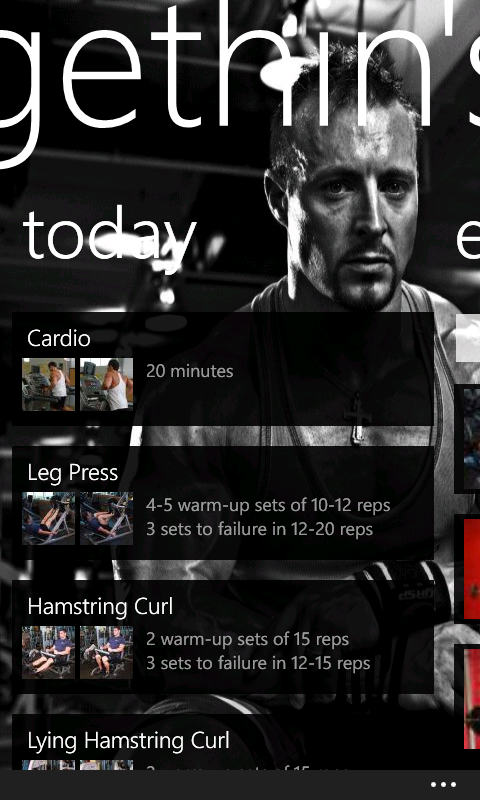 gethin's
today
e
Cardio
20 minutes
Leg Press
4-5 warm-up sets of 10-12 reps
3 sets to failure in 12-20 reps
Hamstring Curl
2 warm-up sets of 15 reps
3 sets to failure in 12-15 reps
Lying Hamstring Curl